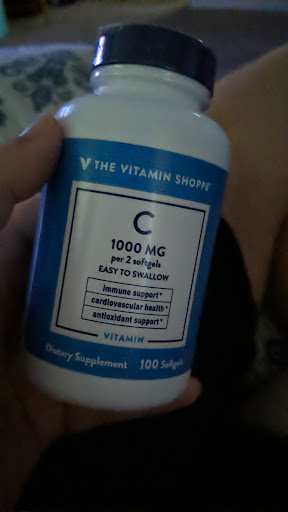 THE VITAMIN SHOPPE
C
1000 MG
per 2 softgels
EASY TO SWALLOW
immune support*
cardiovascular health*
antioxidant support*
VITAMIN
Dietary Supplement 100 Softgels